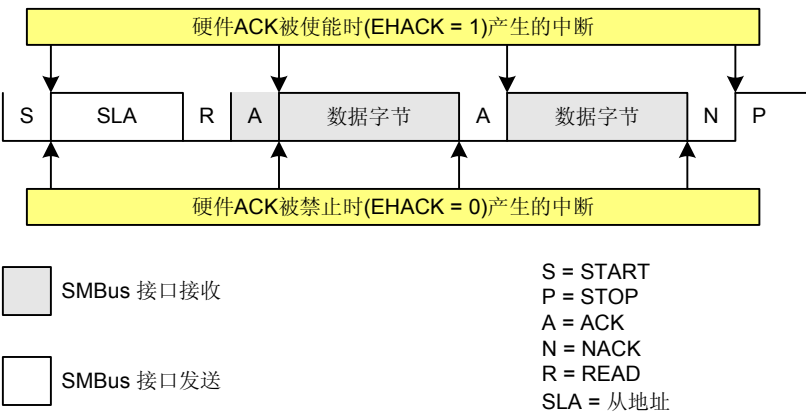 硬件ACK被使能时(EHACK = 1)产生的中断
S SLA R A 数据字节 A 数据字节 N P
硬件ACK被禁止时(EHACK = 0)产生的中断
SMBus 接口接收
SMBus 接口发送
S = START
P = STOP
A = ACK
N = NACK
R = READ
SLA = 从地址